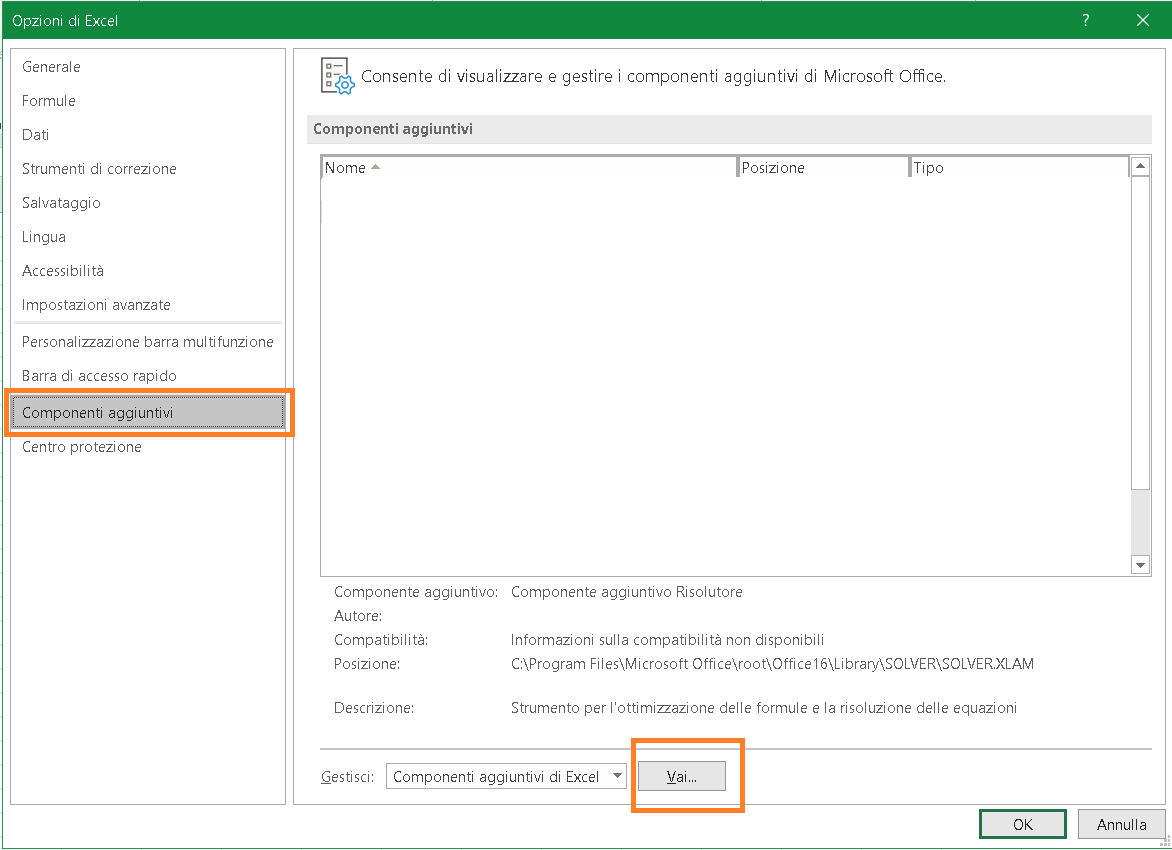 Opzioni di Excel
?
Generale
Formule
Dati
Strumenti di correzione
Salvataggio
Lingua
Accessibilità
Impostazioni avanzate
Personalizzazione barra multifunzione
Barra di accesso rapido
Componenti aggiuntivi
Centro protezione
Consente di visualizzare e gestire i componenti aggiuntivi di Microsoft Office.
Componenti aggiuntivi
Nome Posizione Tipo
Componente aggiuntivo: Componente aggiuntivo Risolutore
Autore:
Compatibilità: Informazioni sulla compatibilità non disponibili
Posizione: C:\Program Files\Microsoft Office\root\Office16\Library\SOLVER\SOLVER.XLAM
Descrizione: Strumento per l'ottimizzazione delle formule e la risoluzione delle equazioni
Gestisci: Componenti aggiuntivi di Excel Vai...
OK Annulla